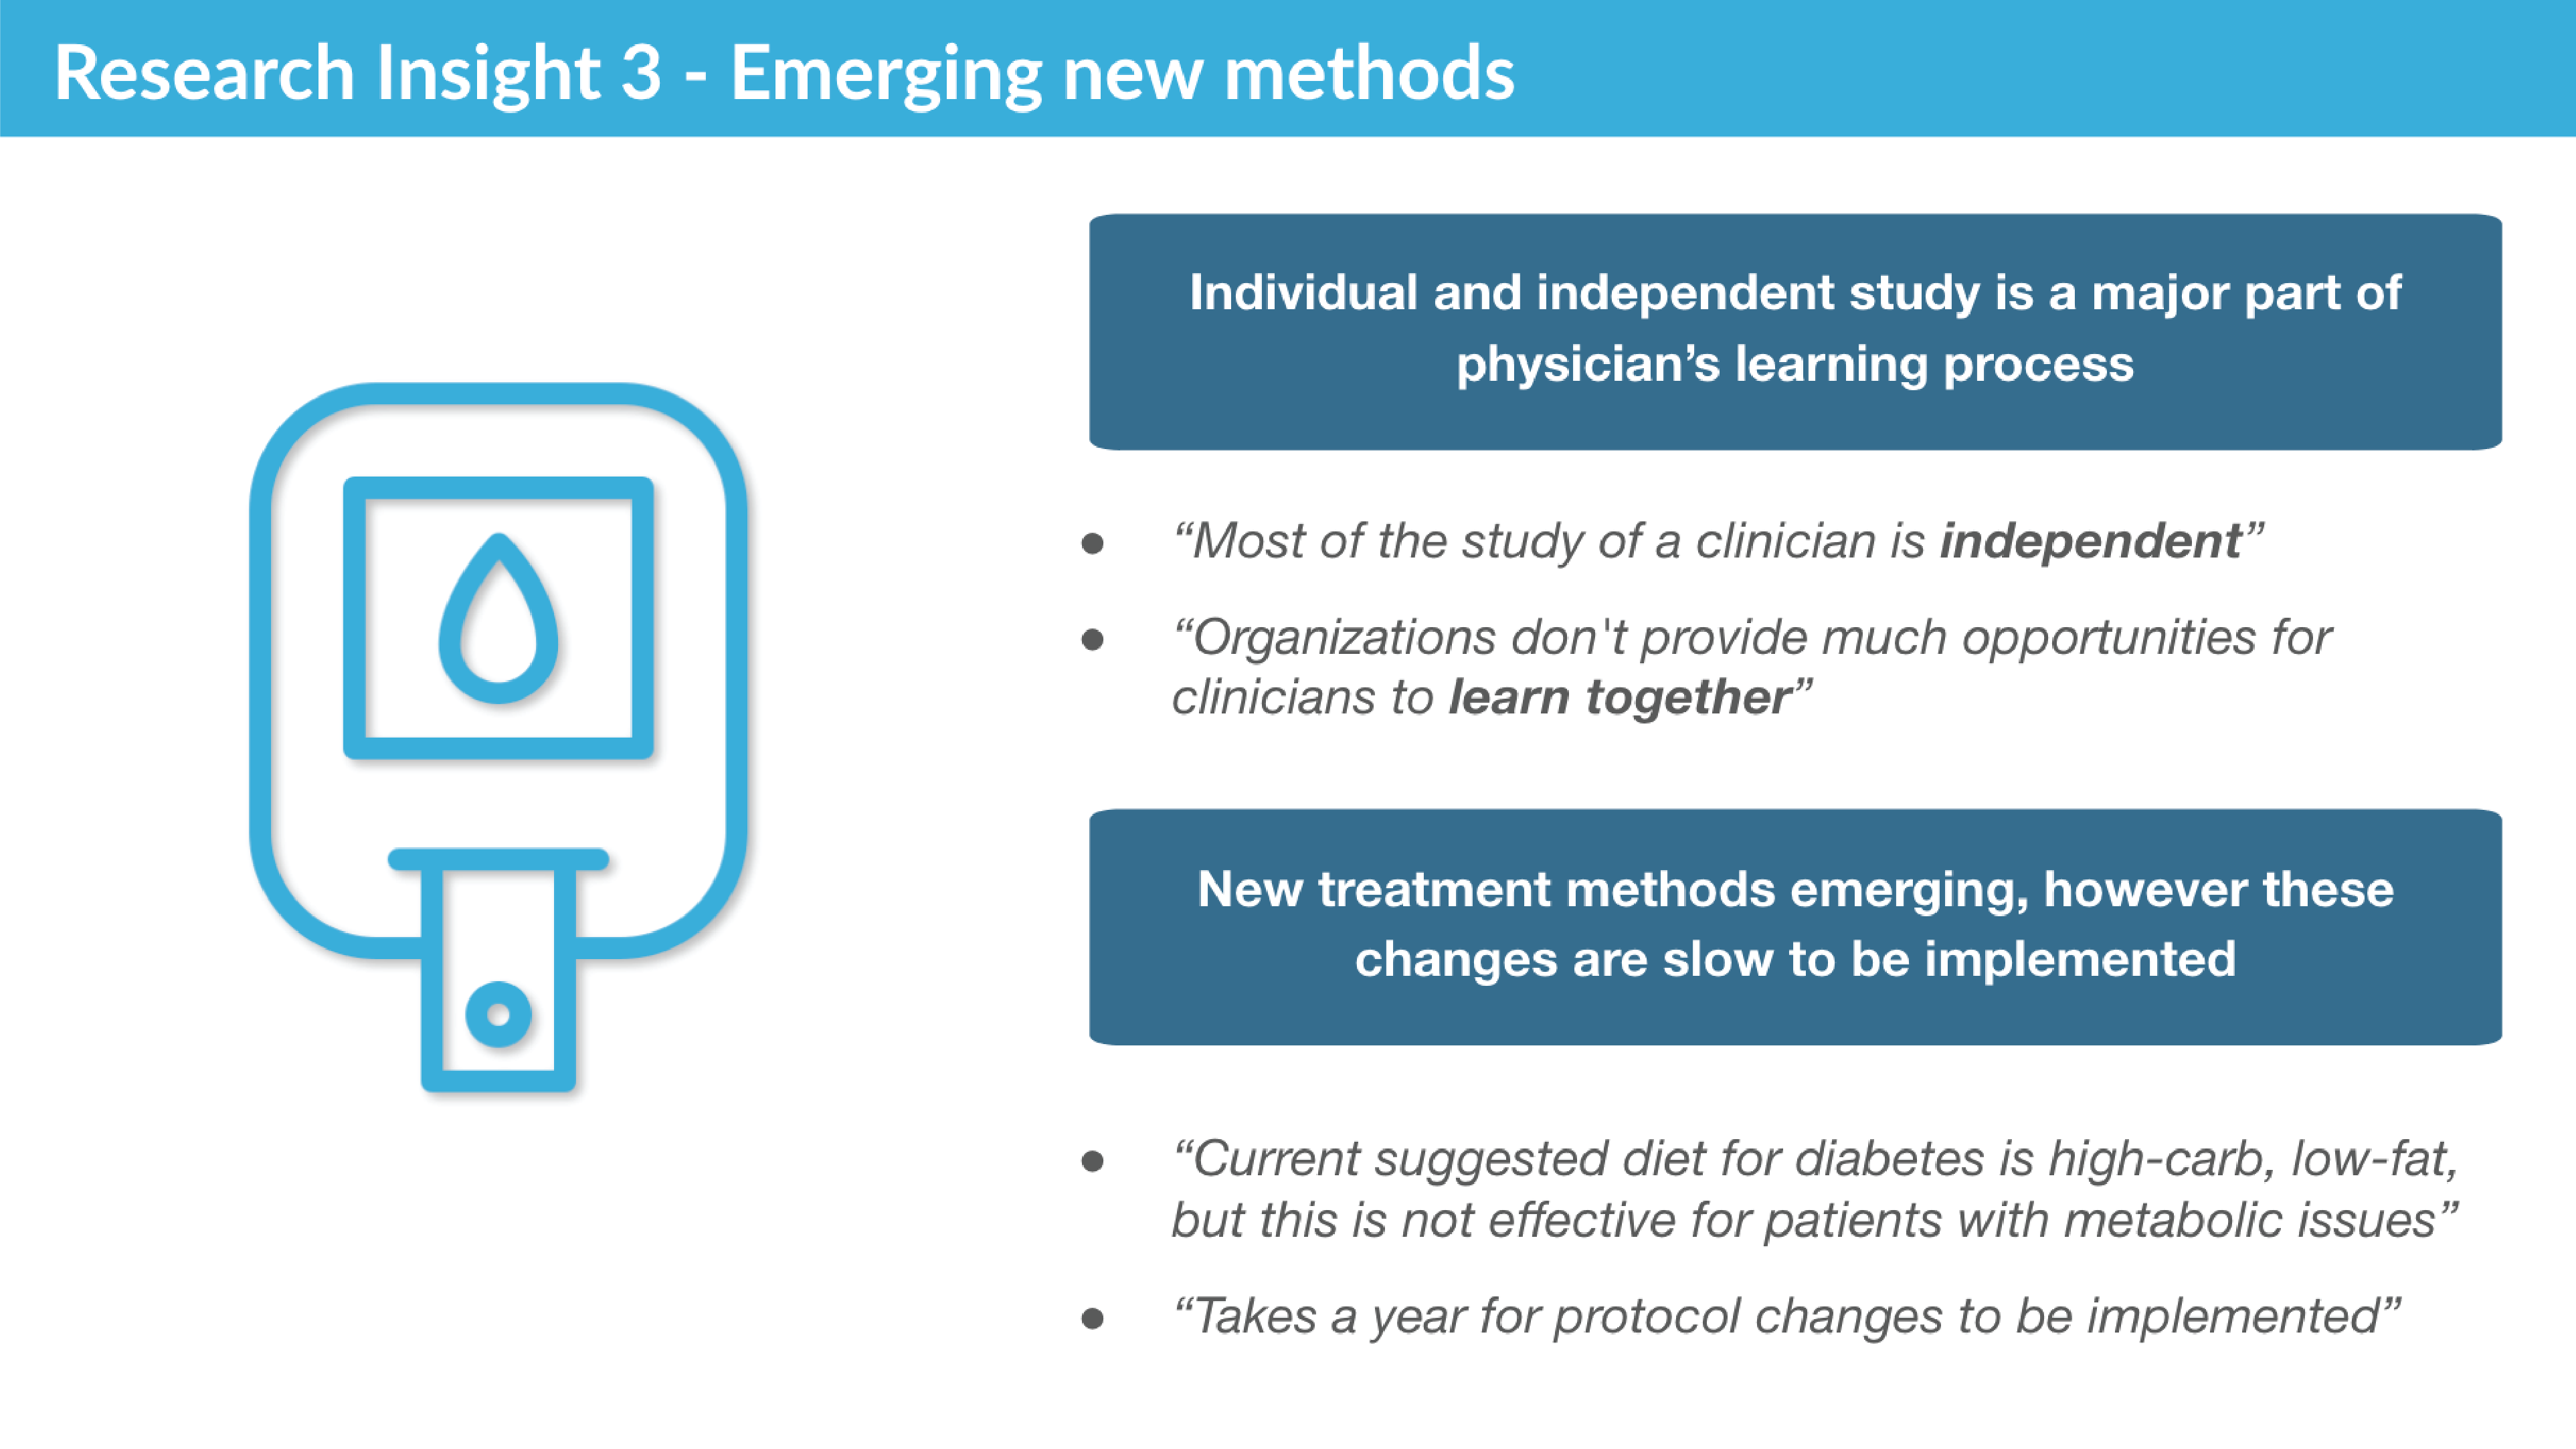 Research Insight 3 - Emerging new methods
Individual and independent study is a major part of
physician’s learning process
● “Most of the study of a clinician is independent”
● “Organizations don't provide much opportunities for
clinicians to learn together”
New treatment methods emerging, however these
changes are slow to be implemented
● “Current suggested diet for diabetes is high-carb, low-fat,
but this is not effective for patients with metabolic issues”
● “Takes a year for protocol changes to be implemented”